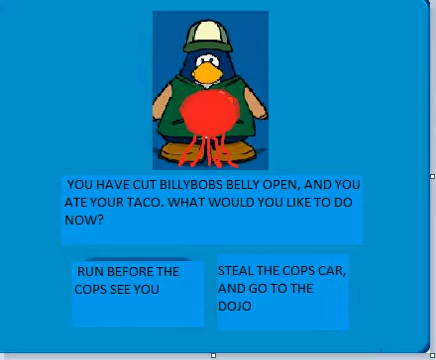 YOU HAVE CUT BILLYBOBS BELLY OPEN, AND YOU
ATE YOUR TACO. WHAT WOULD YOU LIKE TO DO
NOW?
RUN BEFORE THE
COPS SEE YOU
STEAL THE COPS CAR,
AND GO TO THE
DOJO